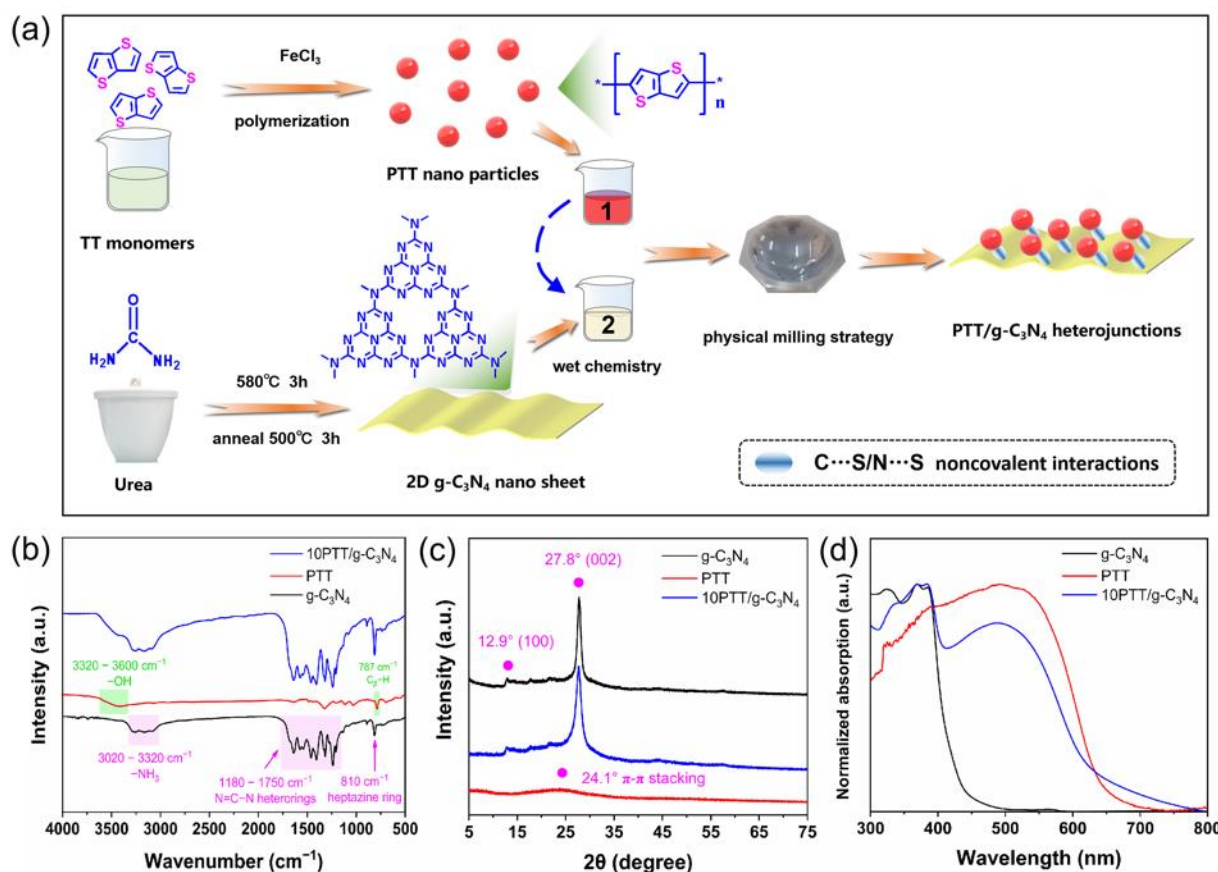 (a)
S
S
S
S
S
S
FeCl₃
polymerization
TT monomers
PTT nano particles
*
S
S
*
n
1
2
wet chemistry
physical milling strategy
PTT/g-C₃N₄ heterojunctions
O
C
H₂N
NH₂
Urea
580℃ 3h
anneal 500℃ 3h
2D g-C₃N₄ nano sheet
C⋯S/N⋯S noncovalent interactions
(b)
10PTT/g-C₃N₄
PTT
g-C₃N₄
3320 − 3600 cm⁻¹
−OH
787 cm⁻¹
Cᵦ−H
3020 − 3320 cm⁻¹
−NH₃
1180 − 1750 cm⁻¹
N=C−N heterorings
810 cm⁻¹
heptazine ring
Intensity (a.u.)
4000 3500 3000 2500 2000 1500 1000 500
Wavenumber (cm⁻¹)
(c)
27.8° (002)
g-C₃N₄
PTT
10PTT/g-C₃N₄
12.9° (100)
24.1° π-π stacking
Intensity (a.u.)
5 15 25 35 45 55 65 75
2θ (degree)
(d)
g-C₃N₄
PTT
10PTT/g-C₃N₄
Normalized absorption (a.u.)
300 400 500 600 700 800
Wavelength (nm)